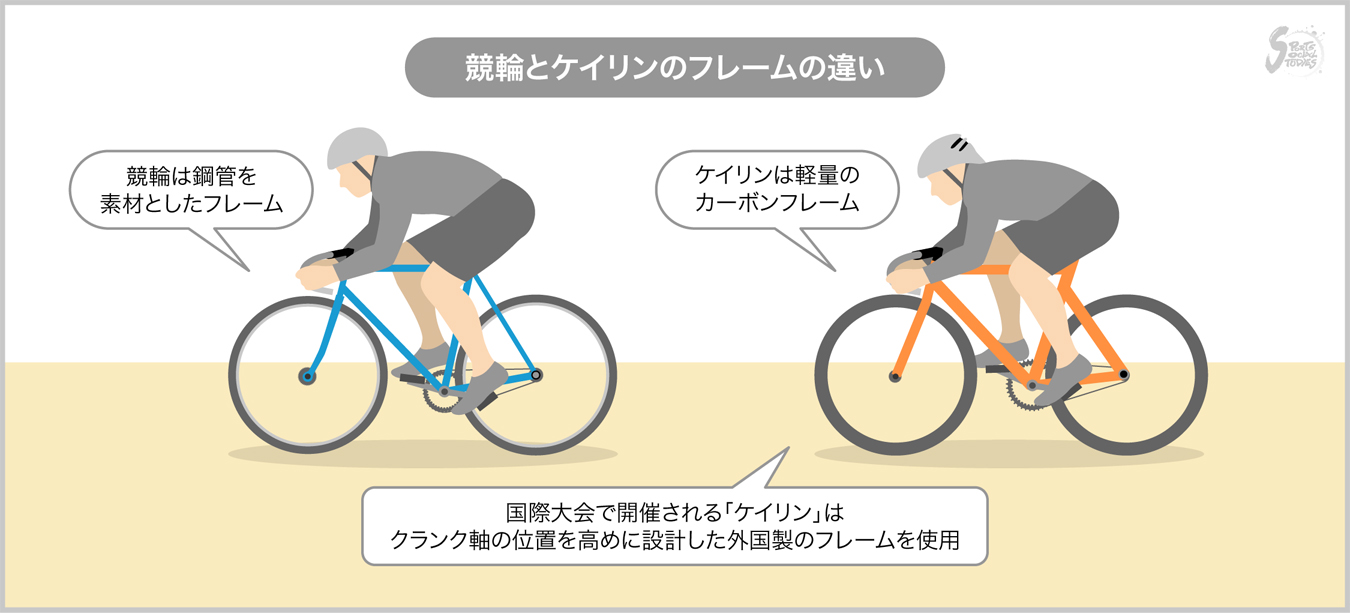 競輪とケイリンのフレームの違い
SPORTS
SOCIAL
TODAY'S
競輪は鋼管を
素材としたフレーム
ケイリンは軽量の
カーボンフレーム
国際大会で開催される「ケイリン」は
クランク軸の位置を高めに設計した外国製のフレームを使用